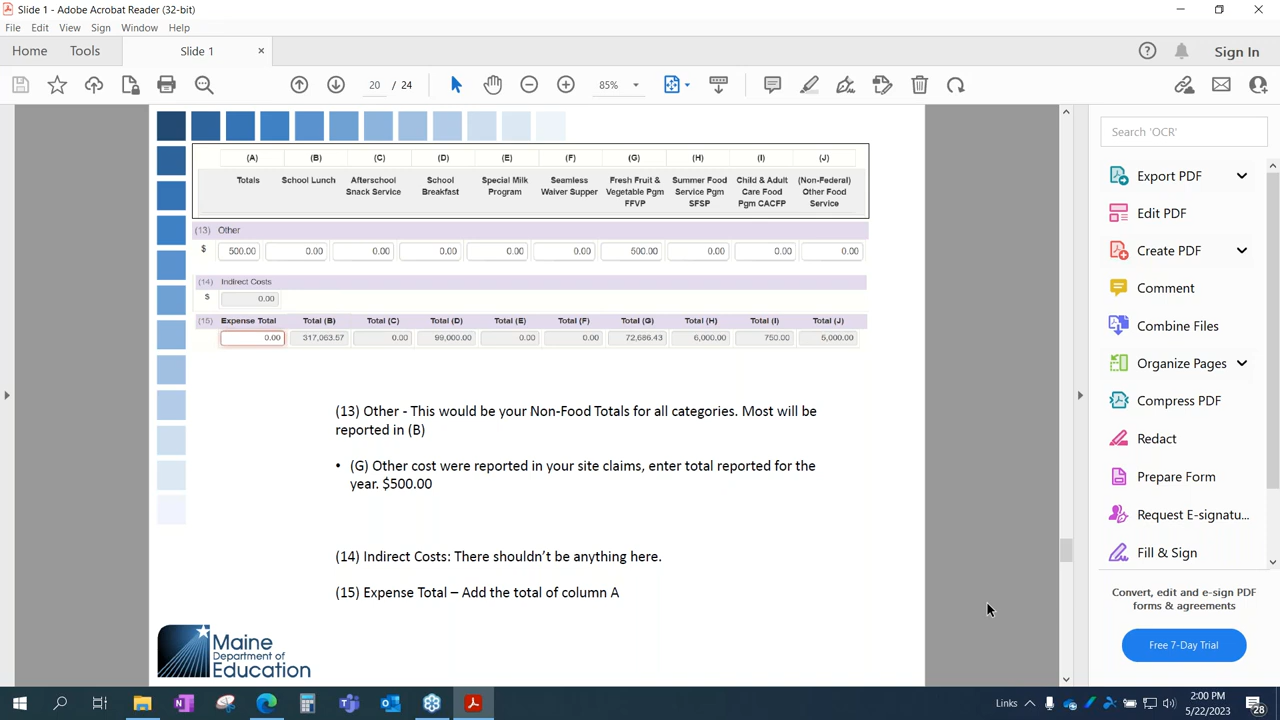 Slide 1 - Adobe Acrobat Reader (32-bit)
File Edit View Sign Window Help
Home Tools Slide 1 × Sign In
20 / 24 85%
Search 'OCR'
(A) (B) (C) (D) (E) (F) (G) (H) (I) (J)
Totals School Lunch Afterschool School Special Milk Seamless Fresh Fruit & Summer Food Child & Adult (Non-Federal)
Snack Service Breakfast Program Waiver Supper Vegetable Pgm Service Pgm Care Food Other Food
FFVP SFSP Pgm CACFP Service
(13) Other
$ 500.00 0.00 0.00 0.00 0.00 0.00 500.00 0.00 0.00 0.00
(14) Indirect Costs
$ 0.00
(15) Expense Total Total (B) Total (C) Total (D) Total (E) Total (F) Total (G) Total (H) Total (I) Total (J)
0.00 317,063.57 0.00 99,000.00 0.00 0.00 72,686.43 6,000.00 750.00 5,000.00
(13) Other - This would be your Non-Food Totals for all categories. Most will be
reported in (B)
• (G) Other cost were reported in your site claims, enter total reported for the
year. $500.00
(14) Indirect Costs: There shouldn't be anything here.
(15) Expense Total – Add the total of column A
Maine
Department of
Education
Export PDF
Edit PDF
Create PDF
Comment
Combine Files
Organize Pages
Compress PDF
Redact
Prepare Form
Request E-signatu...
Fill & Sign
Convert, edit and e-sign PDF
forms & agreements
Free 7-Day Trial
Links
2:00 PM
5/22/2023
28